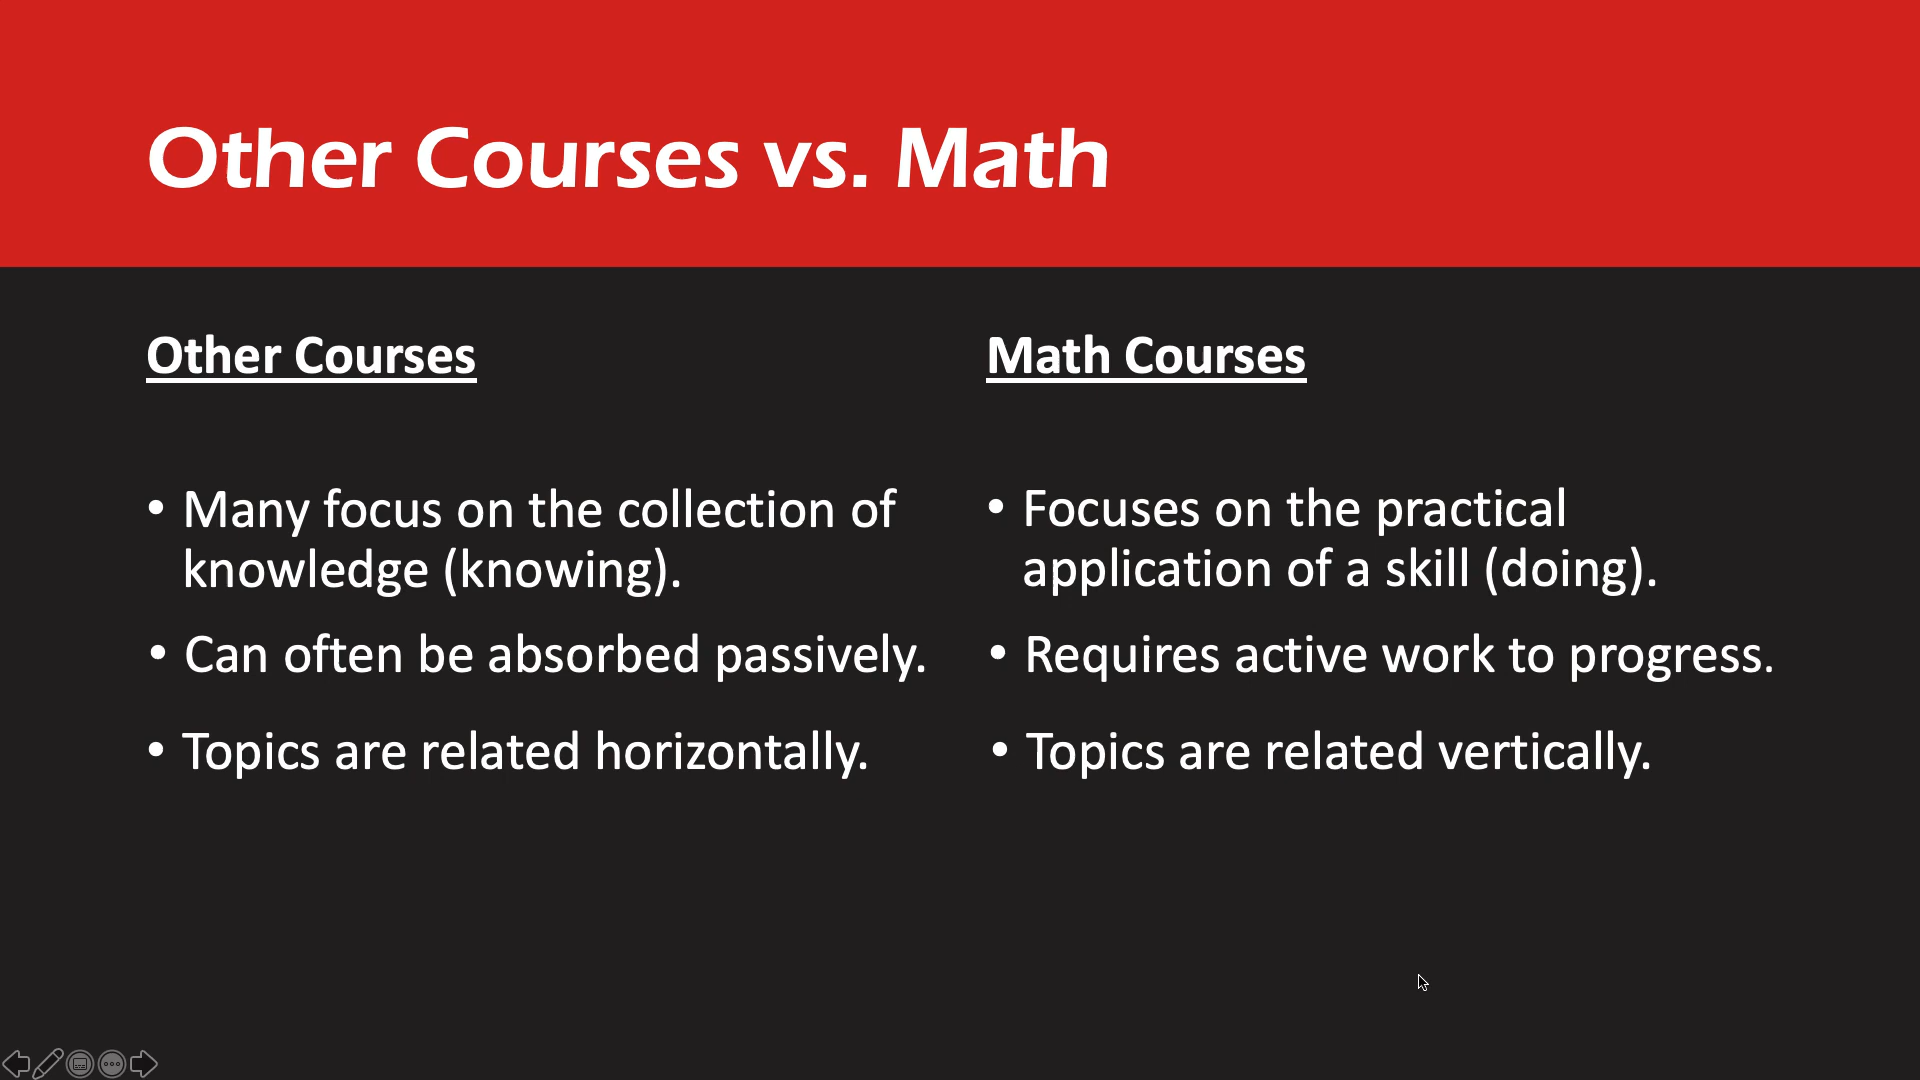 Other Courses vs. Math
Other Courses
• Many focus on the collection of
knowledge (knowing).
• Can often be absorbed passively.
• Topics are related horizontally.
Math Courses
• Focuses on the practical
application of a skill (doing).
• Requires active work to progress.
• Topics are related vertically.